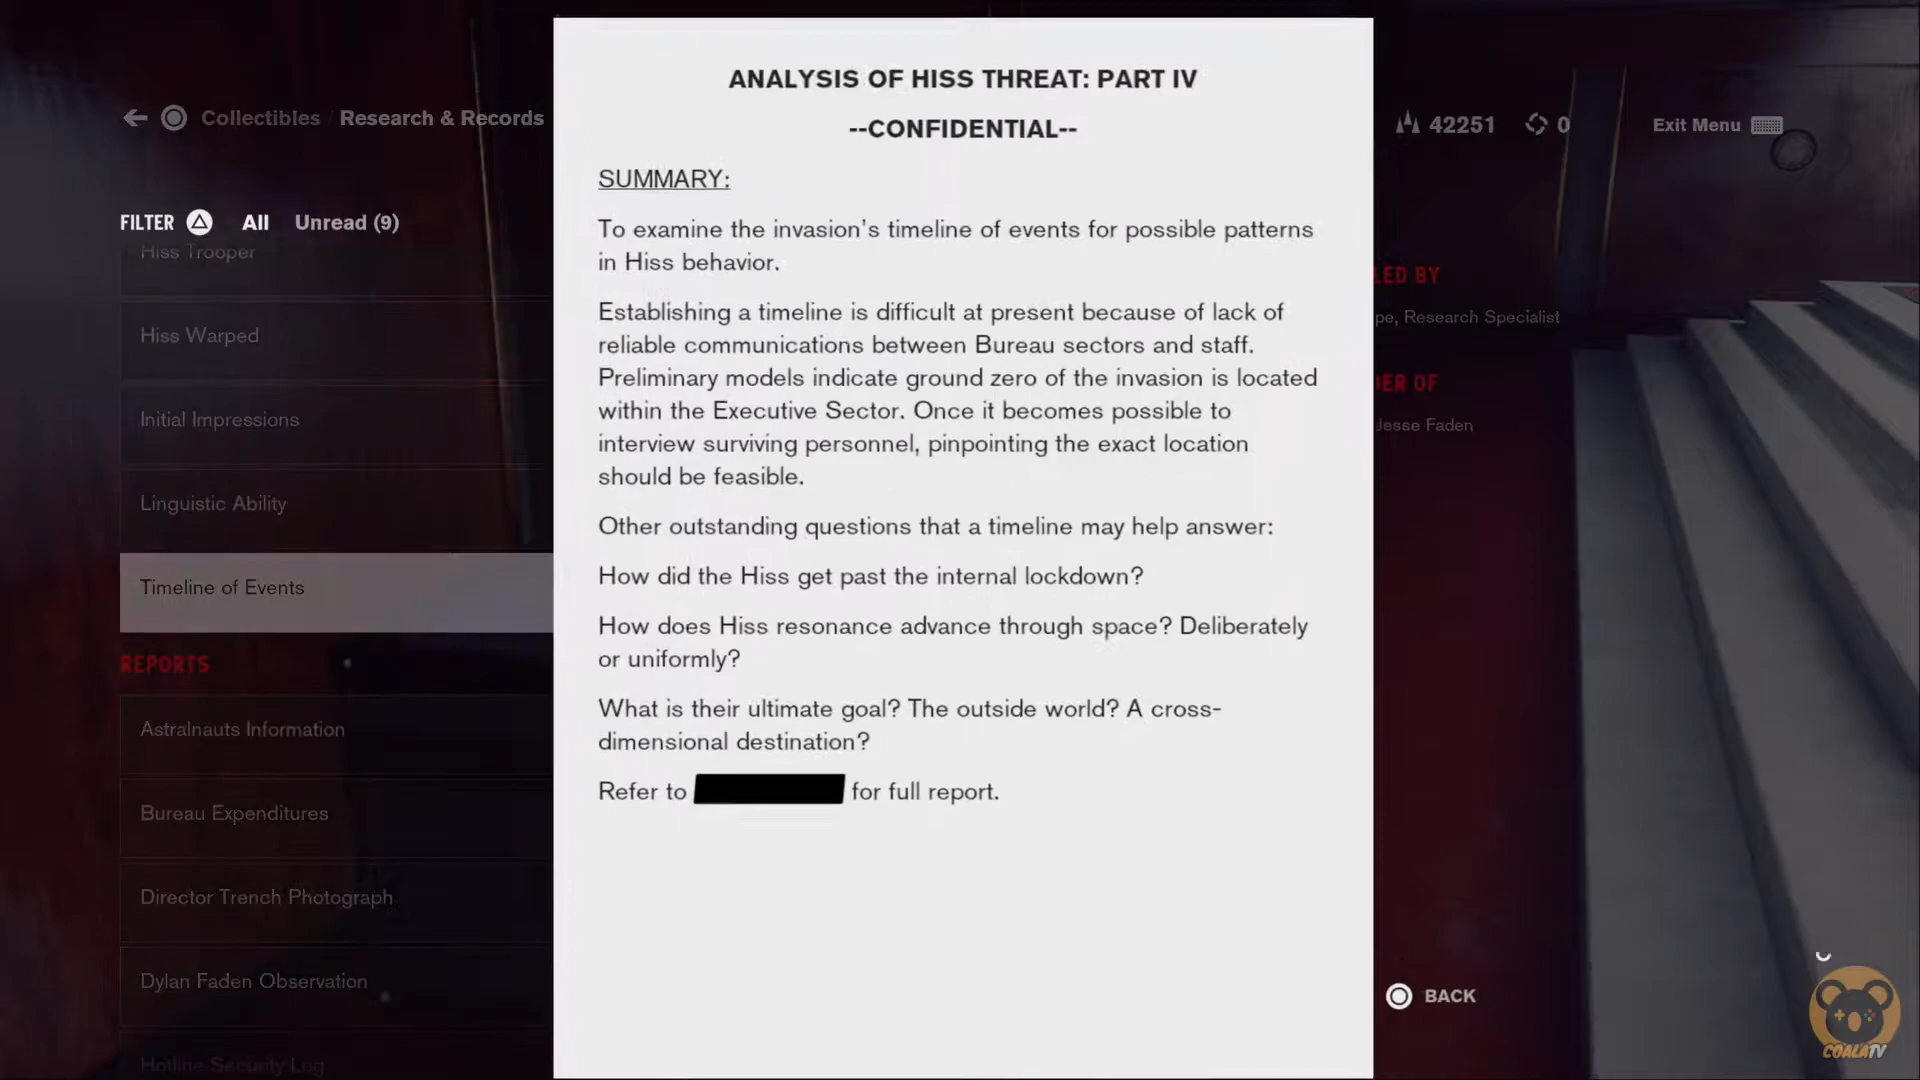 ANALYSIS OF HISS THREAT: PART IV
--CONFIDENTIAL--
SUMMARY:
To examine the invasion's timeline of events for possible patterns
in Hiss behavior.
Establishing a timeline is difficult at present because of lack of
reliable communications between Bureau sectors and staff.
Preliminary models indicate ground zero of the invasion is located
within the Executive Sector. Once it becomes possible to
interview surviving personnel, pinpointing the exact location
should be feasible.
Other outstanding questions that a timeline may help answer:
How did the Hiss get past the internal lockdown?
How does Hiss resonance advance through space? Deliberately
or uniformly?
What is their ultimate goal? The outside world? A cross-
dimensional destination?
Refer to for full report.
Collectibles / Research & Records
FILTER All Unread (9)
Hiss Trooper
Hiss Warped
Initial Impressions
Linguistic Ability
Timeline of Events
REPORTS
Astralnauts Information
Bureau Expenditures
Director Trench Photograph
Dylan Faden Observation
Hotline Security Log
42251 0 Exit Menu
LED BY
pe, Research Specialist
DER OF
Jesse Faden
BACK
COALATV